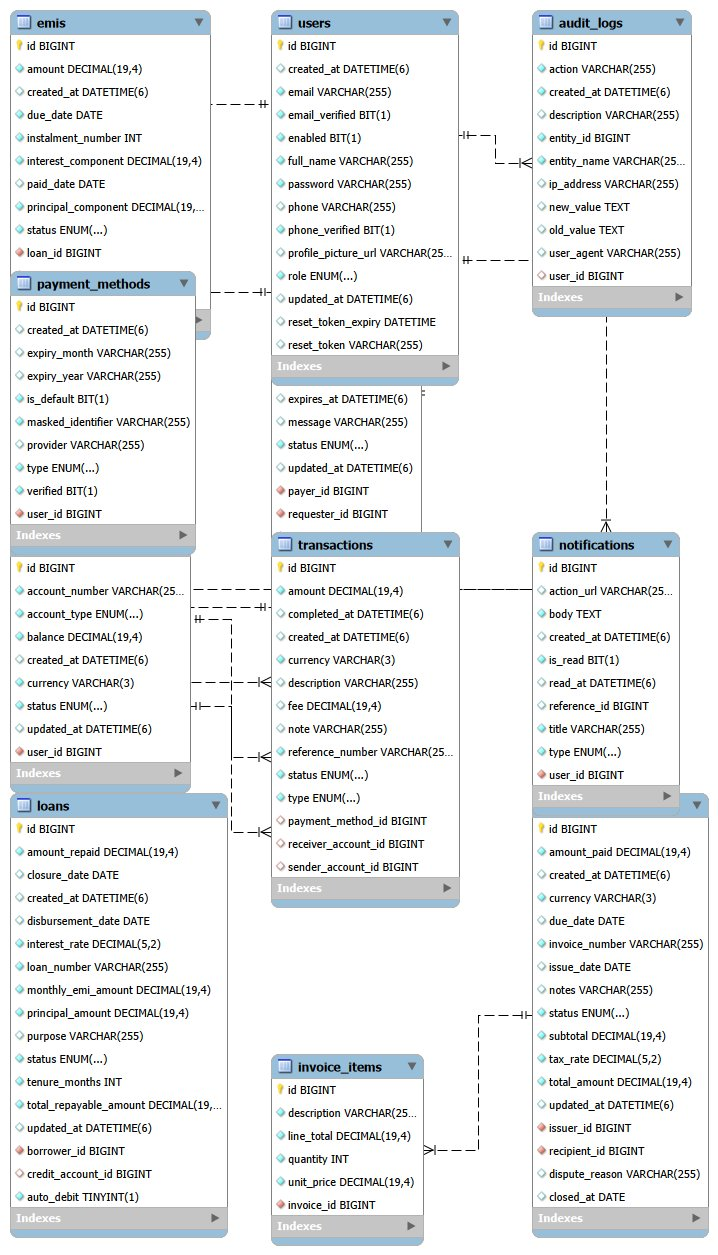 emis
id BIGINT
amount DECIMAL(19,4)
created_at DATETIME(6)
due_date DATE
instalment_number INT
interest_component DECIMAL(19,4)
paid_date DATE
principal_component DECIMAL(19,...
status ENUM(...)
loan_id BIGINT
payment_methods
id BIGINT
created_at DATETIME(6)
expiry_month VARCHAR(255)
expiry_year VARCHAR(255)
is_default BIT(1)
masked_identifier VARCHAR(255)
provider VARCHAR(255)
type ENUM(...)
verified BIT(1)
user_id BIGINT
Indexes
id BIGINT
account_number VARCHAR(25...
account_type ENUM(...)
balance DECIMAL(19,4)
created_at DATETIME(6)
currency VARCHAR(3)
status ENUM(...)
updated_at DATETIME(6)
user_id BIGINT
Indexes
loans
id BIGINT
amount_repaid DECIMAL(19,4)
closure_date DATE
created_at DATETIME(6)
disbursement_date DATE
interest_rate DECIMAL(5,2)
loan_number VARCHAR(255)
monthly_emi_amount DECIMAL(19,4)
principal_amount DECIMAL(19,4)
purpose VARCHAR(255)
status ENUM(...)
tenure_months INT
total_repayable_amount DECIMAL(19,...
updated_at DATETIME(6)
borrower_id BIGINT
credit_account_id BIGINT
auto_debit TINYINT(1)
Indexes
users
id BIGINT
created_at DATETIME(6)
email VARCHAR(255)
email_verified BIT(1)
enabled BIT(1)
full_name VARCHAR(255)
password VARCHAR(255)
phone VARCHAR(255)
phone_verified BIT(1)
profile_picture_url VARCHAR(25...
role ENUM(...)
updated_at DATETIME(6)
reset_token_expiry DATETIME
reset_token VARCHAR(255)
Indexes
expires_at DATETIME(6)
message VARCHAR(255)
status ENUM(...)
updated_at DATETIME(6)
payer_id BIGINT
requester_id BIGINT
transactions
id BIGINT
amount DECIMAL(19,4)
completed_at DATETIME(6)
created_at DATETIME(6)
currency VARCHAR(3)
description VARCHAR(255)
fee DECIMAL(19,4)
note VARCHAR(255)
reference_number VARCHAR(25...
status ENUM(...)
type ENUM(...)
payment_method_id BIGINT
receiver_account_id BIGINT
sender_account_id BIGINT
Indexes
invoice_items
id BIGINT
description VARCHAR(25...
line_total DECIMAL(19,4)
quantity INT
unit_price DECIMAL(19,4)
invoice_id BIGINT
Indexes
audit_logs
id BIGINT
action VARCHAR(255)
created_at DATETIME(6)
description VARCHAR(255)
entity_id BIGINT
entity_name VARCHAR(25...
ip_address VARCHAR(255)
new_value TEXT
old_value TEXT
user_agent VARCHAR(255)
user_id BIGINT
Indexes
notifications
id BIGINT
action_url VARCHAR(25...
body TEXT
created_at DATETIME(6)
is_read BIT(1)
read_at DATETIME(6)
reference_id BIGINT
title VARCHAR(255)
type ENUM(...)
user_id BIGINT
Indexes
id BIGINT
amount_paid DECIMAL(19,4)
created_at DATETIME(6)
currency VARCHAR(3)
due_date DATE
invoice_number VARCHAR(255)
issue_date DATE
notes VARCHAR(255)
status ENUM(...)
subtotal DECIMAL(19,4)
tax_rate DECIMAL(5,2)
total_amount DECIMAL(19,4)
updated_at DATETIME(6)
issuer_id BIGINT
recipient_id BIGINT
dispute_reason VARCHAR(255)
closed_at DATE
Indexes